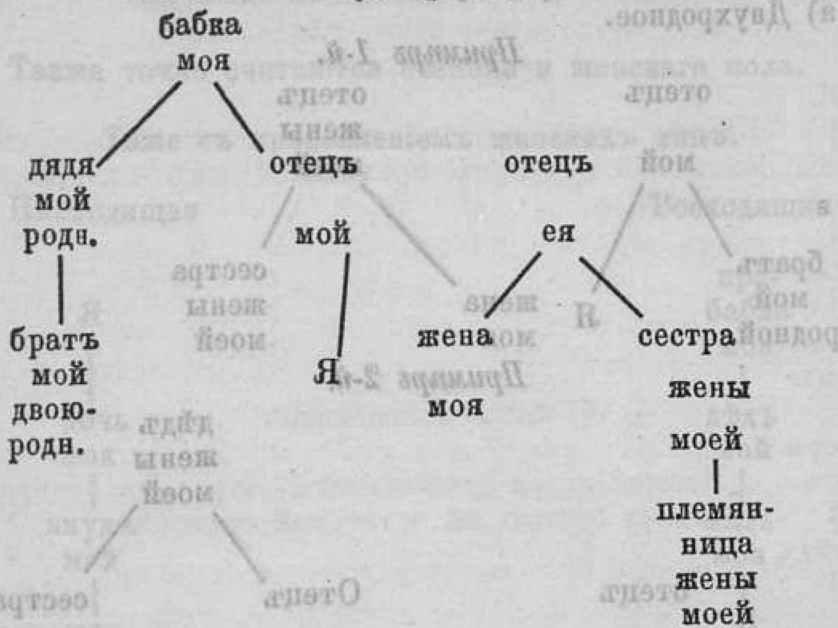 бабка
моя
дядя отецъ отецъ
мой
родн. мой ея
братъ жена сестра
мой Я жены
двою- моя
родн. моей
племян-
ница
жены
моей